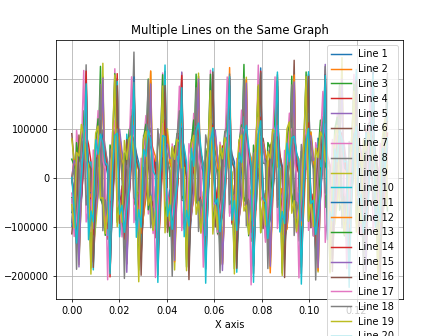 Multiple Lines on the Same Graph
200000
100000
0
−100000
−200000
0.00
0.02
0.04
0.06
0.08
0.10
X axis
Line 1
Line 2
Line 3
Line 4
Line 5
Line 6
Line 7
Line 8
Line 9
Line 10
Line 11
Line 12
Line 13
Line 14
Line 15
Line 16
Line 17
Line 18
Line 19
Line 20